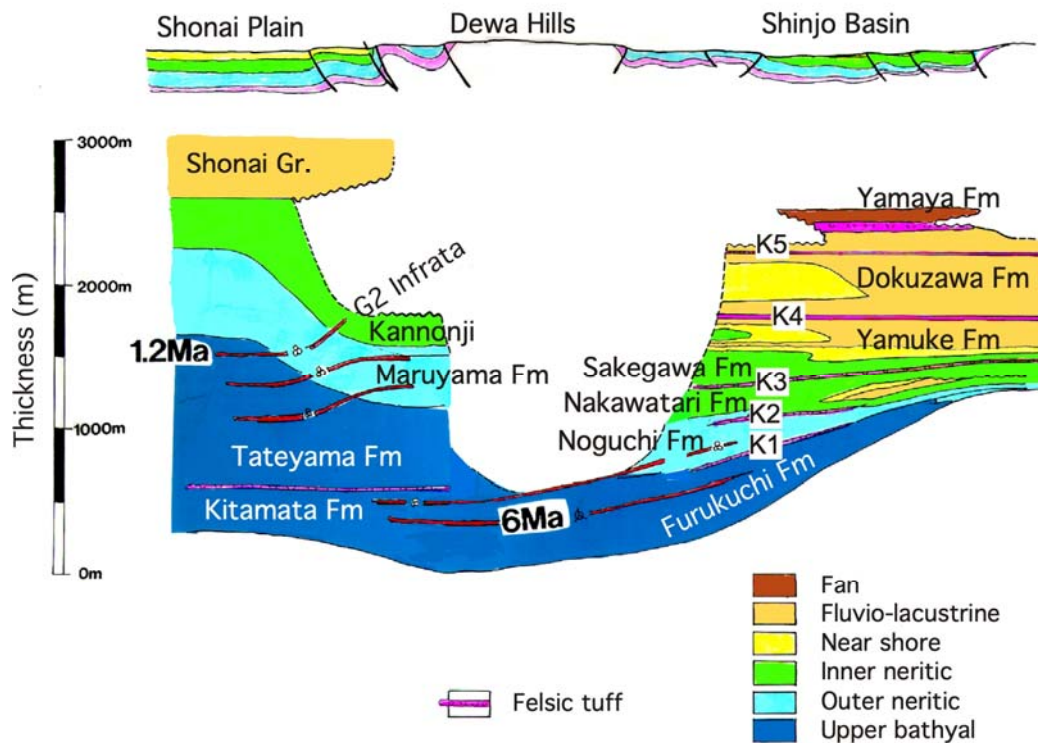 Shonai Plain
Dewa Hills
Shinjo Basin
3000m
2000m
1000m
0m
Thickness (m)
Shonai Gr.
G2 Infrata
Kannonji
1.2Ma
Maruyama Fm
Tateyama Fm
Kitamata Fm
6Ma
Yamaya Fm
K5
Dokuzawa Fm
K4
Yamuke Fm
Sakegawa Fm
K3
Nakawatari Fm
K2
Noguchi Fm
K1
Furukuchi Fm
Felsic tuff
Fan
Fluvio-lacustrine
Near shore
Inner neritic
Outer neritic
Upper bathyal